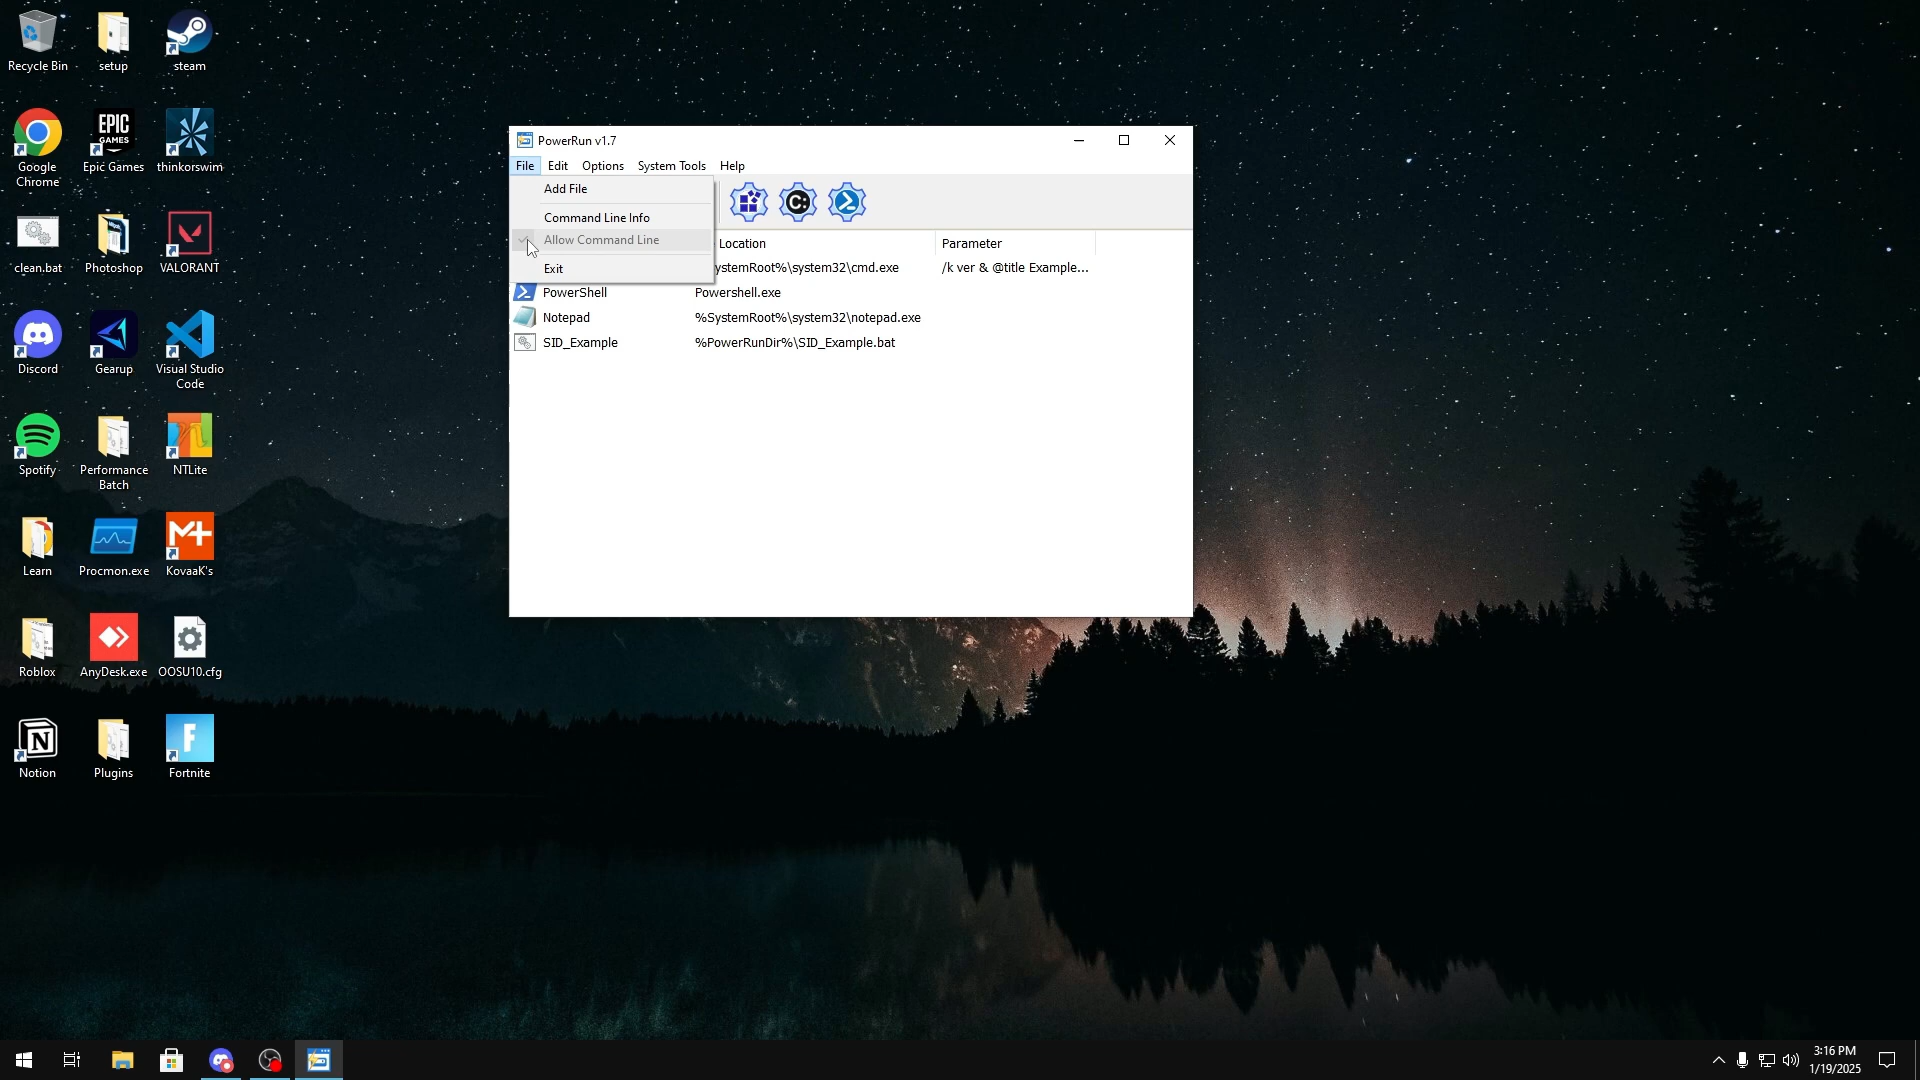 Recycle Bin
setup
steam
Google Chrome
EPIC GAMES
Epic Games
thinkorswim
clean.bat
Photoshop
VALORANT
Discord
Gearup
Visual Studio Code
Spotify
Performance Batch
NTLite
Learn
Procmon.exe
KovaaK's
Roblox
AnyDesk.exe
OOSU10.cfg
Notion
Plugins
Fortnite
PowerRun v1.7
File Edit Options System Tools Help
Add File
Command Line Info
Allow Command Line
Exit
Location Parameter
ystemRoot%\system32\cmd.exe /k ver & @title Example...
PowerShell Powershell.exe
Notepad %SystemRoot%\system32\notepad.exe
SID_Example %PowerRunDir%\SID_Example.bat
3:16 PM
1/19/2025